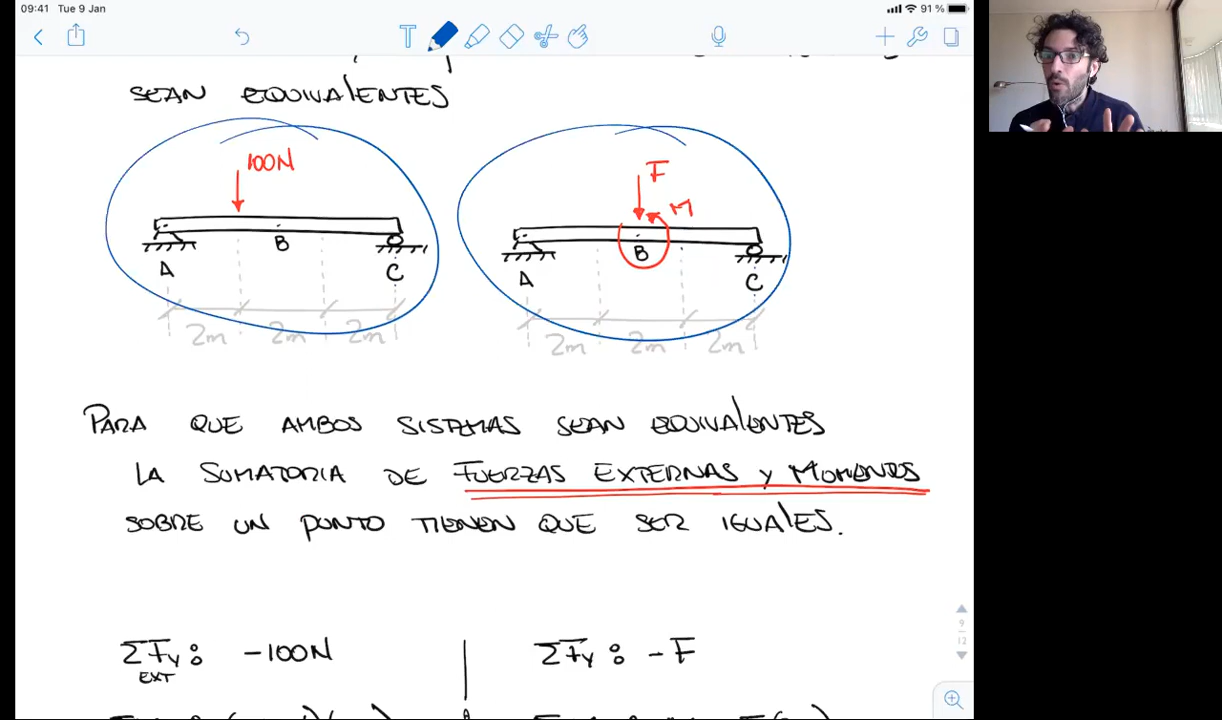 09:41 Tue 9 Jan
91 %
SEAN EQUIVALENTES
100N
B
A
C
2m 2m 2m
F
M
B
A
C
2m 2m 2m
PARA QUE AMBOS SISTEMAS SEAN EQUIVALENTES
LA SUMATORIA DE FUERZAS EXTERNAS Y MOMENTOS
SOBRE UN PUNTO TIENEN QUE SER IGUALES.
ΣFy: -100N
EXT
ΣFy: -F
9
12